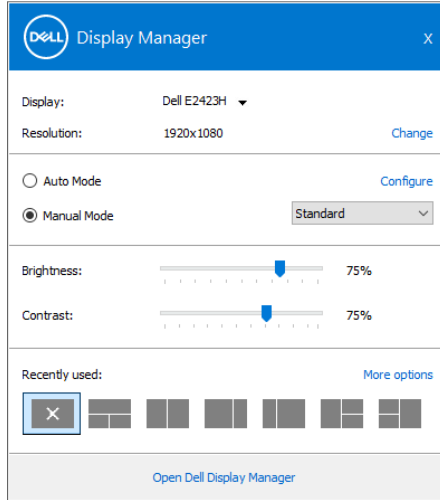 DELL Display Manager X
Display: Dell E2423H
Resolution: 1920x1080 Change
Auto Mode Configure
Manual Mode Standard
Brightness: 75%
Contrast: 75%
Recently used: More options
Open Dell Display Manager